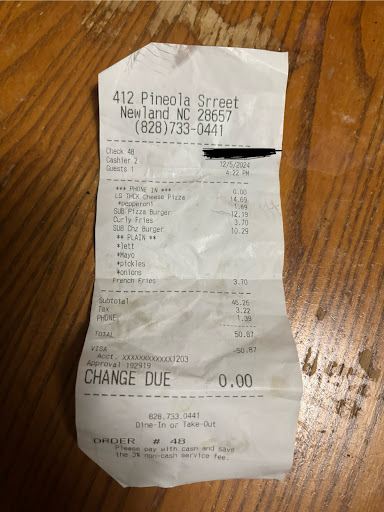 412 Pineola Srreet
Newland NC 28657
(828)733-0441
Check 48
Cashier 2 12/5/2024
Guests 1 4:22 PM
*** PHONE IN *** 0.00
LG THCK Cheese Pizza 14.69
*pepperoni 1.69
SUB Pizza Burger 12.19
Curly Fries 3.70
SUB Chz Burger 10.29
** PLAIN **
*lett
*Mayo
*pickles
*onions
French Fries 3.70
Subtotal 46.26
Tax 3.22
PHONE 1.39
TOTAL 50.87
VISA -50.87
Acct. XXXXXXXXXXXX1203
Approval 192919
CHANGE DUE 0.00
828.733.0441
Dine-In or Take-Out
ORDER # 48
Please pay with cash and save
the 3% non-cash service fee.